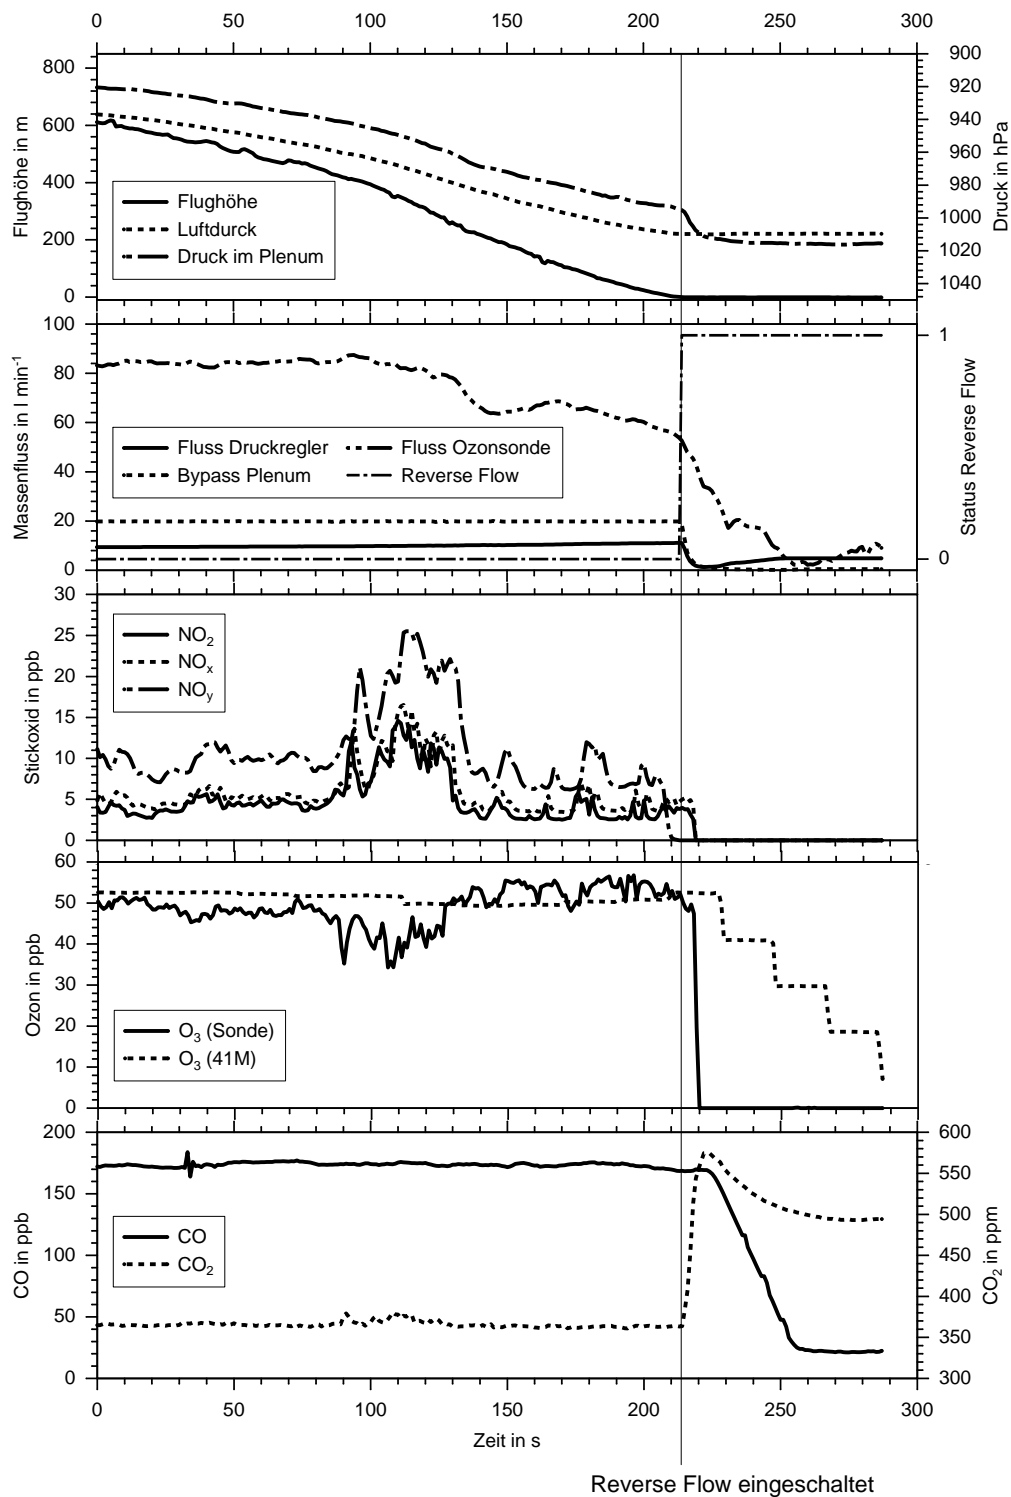 0 50 100 150 200 250 300
800
600
400
200
0
Flughöhe in m
900
920
940
960
980
1000
1020
1040
Druck in hPa
Flughöhe
Luftdurck
Druck im Plenum
100
80
60
40
20
0
Massenfluss in l min⁻¹
1
0
Status Reverse Flow
Fluss Druckregler Fluss Ozonsonde
Bypass Plenum Reverse Flow
30
25
20
15
10
5
0
Stickoxid in ppb
NO₂
NOₓ
NOy
60
50
40
30
20
10
0
Ozon in ppb
O₃ (Sonde)
O₃ (41M)
200
150
100
50
0
CO in ppb
600
550
500
450
400
350
300
CO₂ in ppm
CO
CO₂
0 50 100 150 200 250 300
Zeit in s
Reverse Flow eingeschaltet